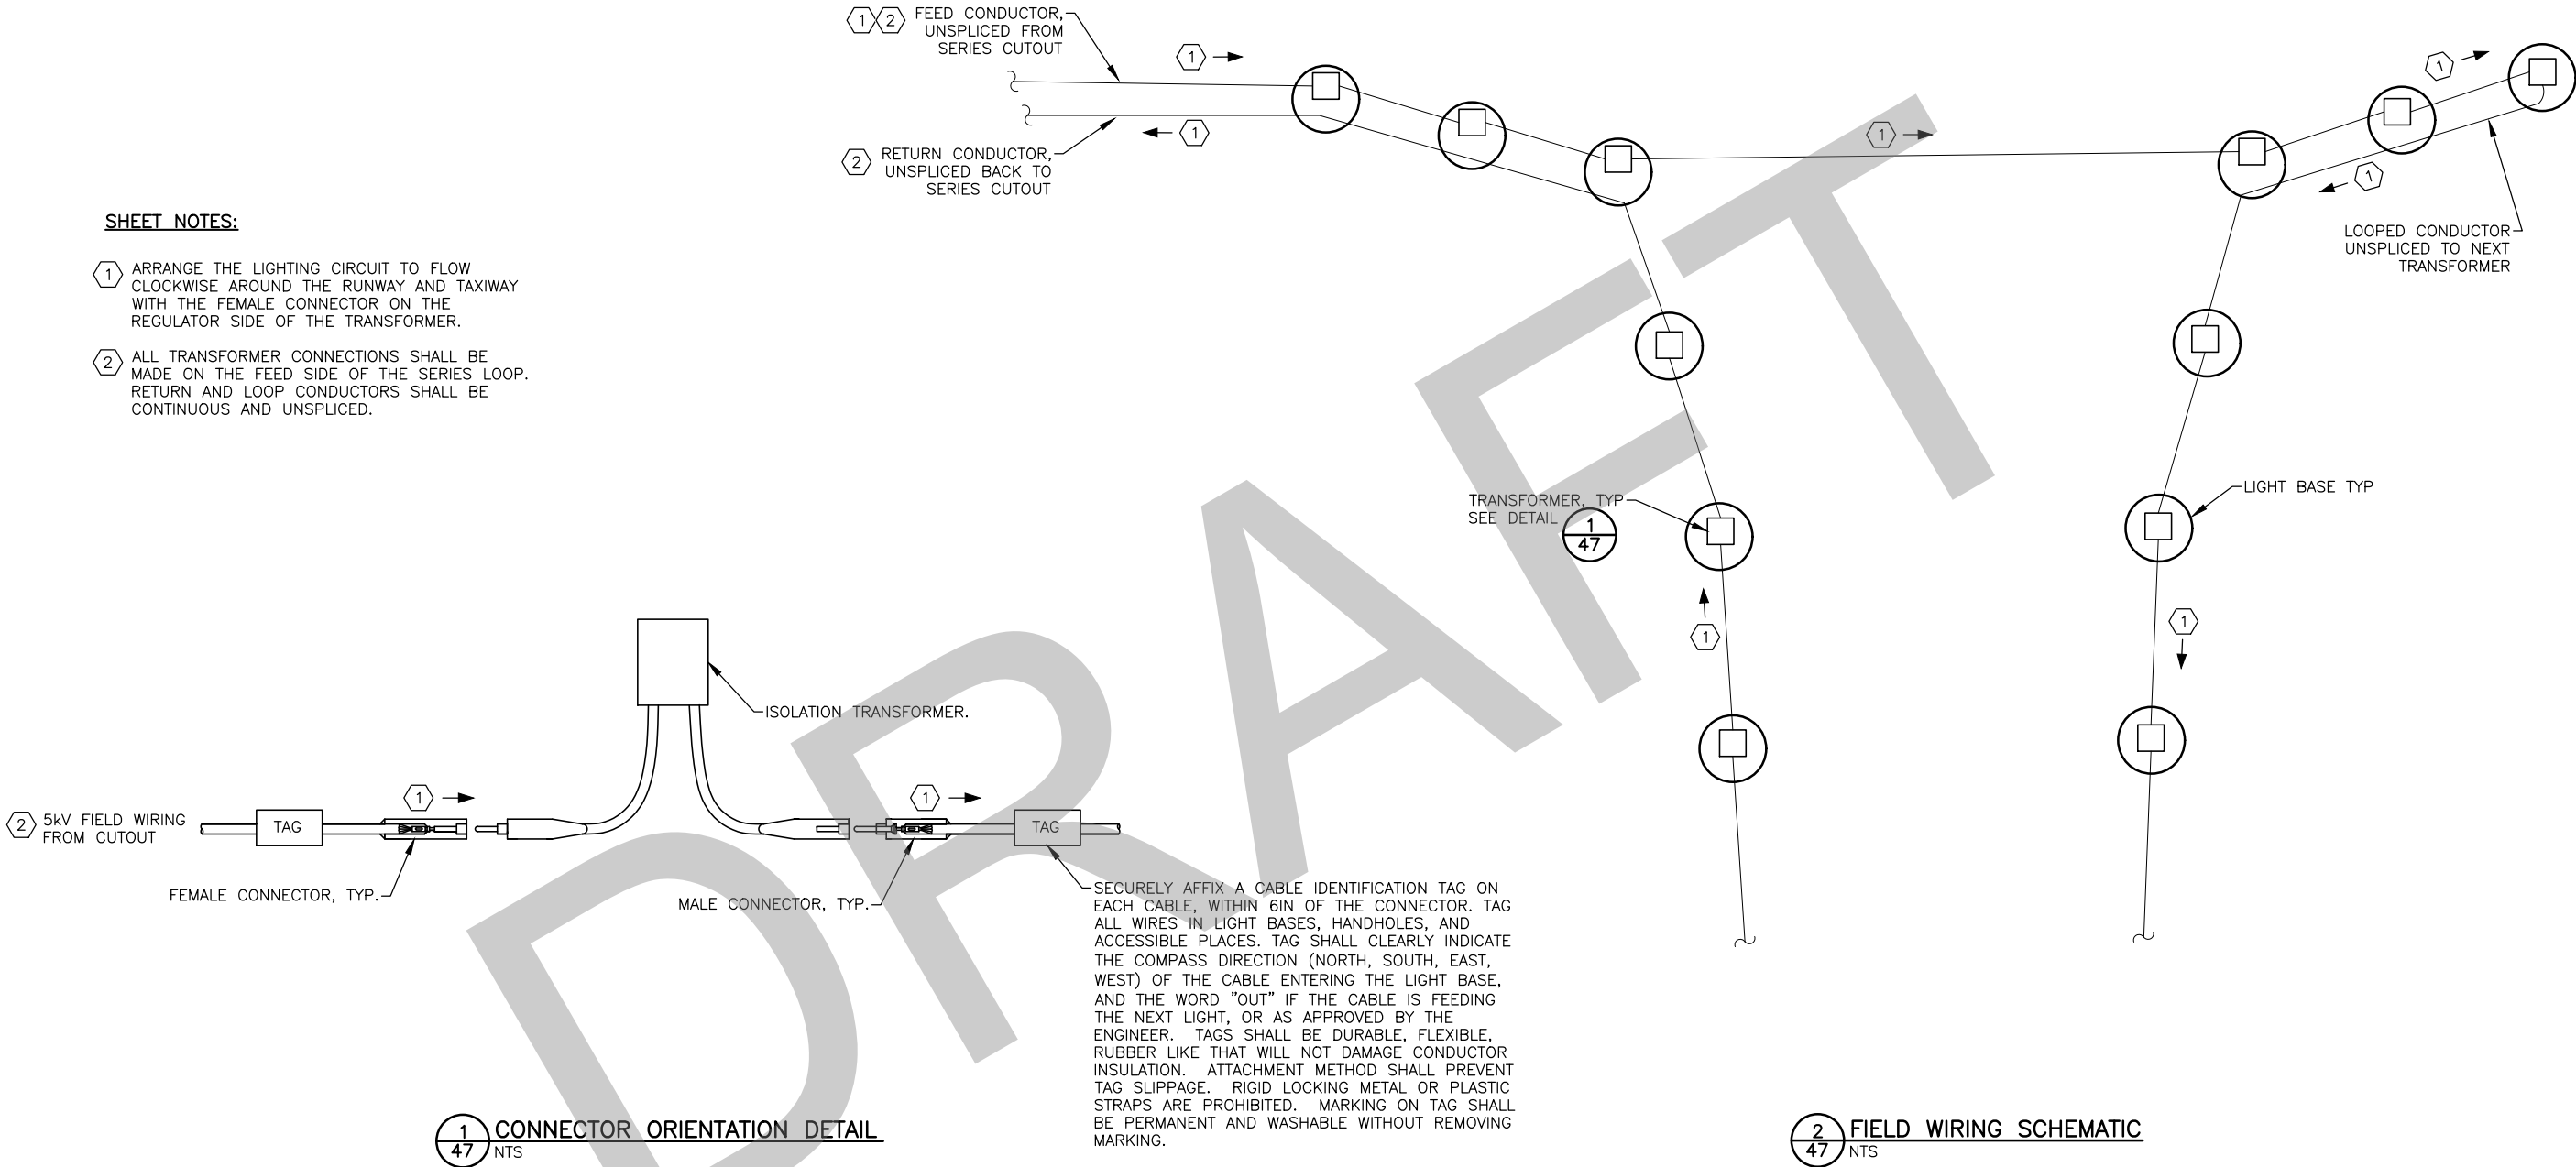 SHEET NOTES:
1 ARRANGE THE LIGHTING CIRCUIT TO FLOW
CLOCKWISE AROUND THE RUNWAY AND TAXIWAY
WITH THE FEMALE CONNECTOR ON THE
REGULATOR SIDE OF THE TRANSFORMER.
2 ALL TRANSFORMER CONNECTIONS SHALL BE
MADE ON THE FEED SIDE OF THE SERIES LOOP.
RETURN AND LOOP CONDUCTORS SHALL BE
CONTINUOUS AND UNSPLICED.
1 2 FEED CONDUCTOR,
UNSPLICED FROM
SERIES CUTOUT
1
1
2 RETURN CONDUCTOR,
UNSPLICED BACK TO
SERIES CUTOUT
1
1
1
LOOPED CONDUCTOR
UNSPLICED TO NEXT
TRANSFORMER
TRANSFORMER, TYP
SEE DETAIL
1
47
LIGHT BASE TYP
1
1
ISOLATION TRANSFORMER.
1
1
2 5kV FIELD WIRING
FROM CUTOUT
TAG
TAG
FEMALE CONNECTOR, TYP.
MALE CONNECTOR, TYP.
SECURELY AFFIX A CABLE IDENTIFICATION TAG ON
EACH CABLE, WITHIN 6IN OF THE CONNECTOR. TAG
ALL WIRES IN LIGHT BASES, HANDHOLES, AND
ACCESSIBLE PLACES. TAG SHALL CLEARLY INDICATE
THE COMPASS DIRECTION (NORTH, SOUTH, EAST,
WEST) OF THE CABLE ENTERING THE LIGHT BASE,
AND THE WORD "OUT" IF THE CABLE IS FEEDING
THE NEXT LIGHT, OR AS APPROVED BY THE
ENGINEER. TAGS SHALL BE DURABLE, FLEXIBLE,
RUBBER LIKE THAT WILL NOT DAMAGE CONDUCTOR
INSULATION. ATTACHMENT METHOD SHALL PREVENT
TAG SLIPPAGE. RIGID LOCKING METAL OR PLASTIC
STRAPS ARE PROHIBITED. MARKING ON TAG SHALL
BE PERMANENT AND WASHABLE WITHOUT REMOVING
MARKING.
1
47
CONNECTOR ORIENTATION DETAIL
NTS
2
47
FIELD WIRING SCHEMATIC
NTS
DRAFT